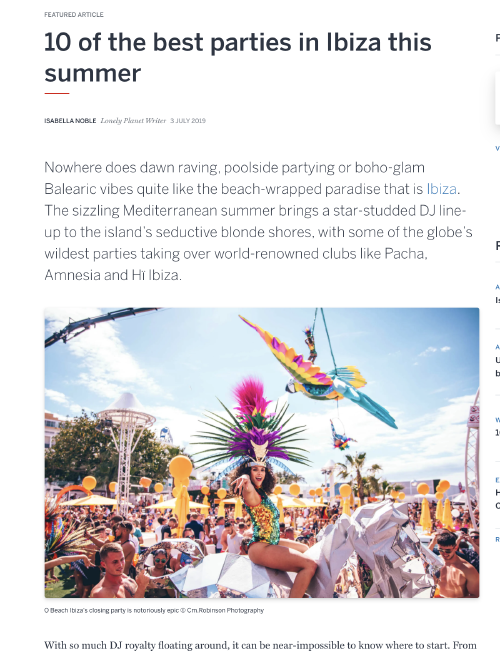 FEATURED ARTICLE
10 of the best parties in Ibiza this
summer
ISABELLA NOBLE Lonely Planet Writer 3 JULY 2019
Nowhere does dawn raving, poolside partying or boho-glam
Balearic vibes quite like the beach-wrapped paradise that is Ibiza.
The sizzling Mediterranean summer brings a star-studded DJ line-
up to the island's seductive blonde shores, with some of the globe's
wildest parties taking over world-renowned clubs like Pacha,
Amnesia and Hï Ibiza.
O Beach Ibiza's closing party is notoriously epic © Cm.Robinson Photography
With so much DJ royalty floating around, it can be near-impossible to know where to start. From